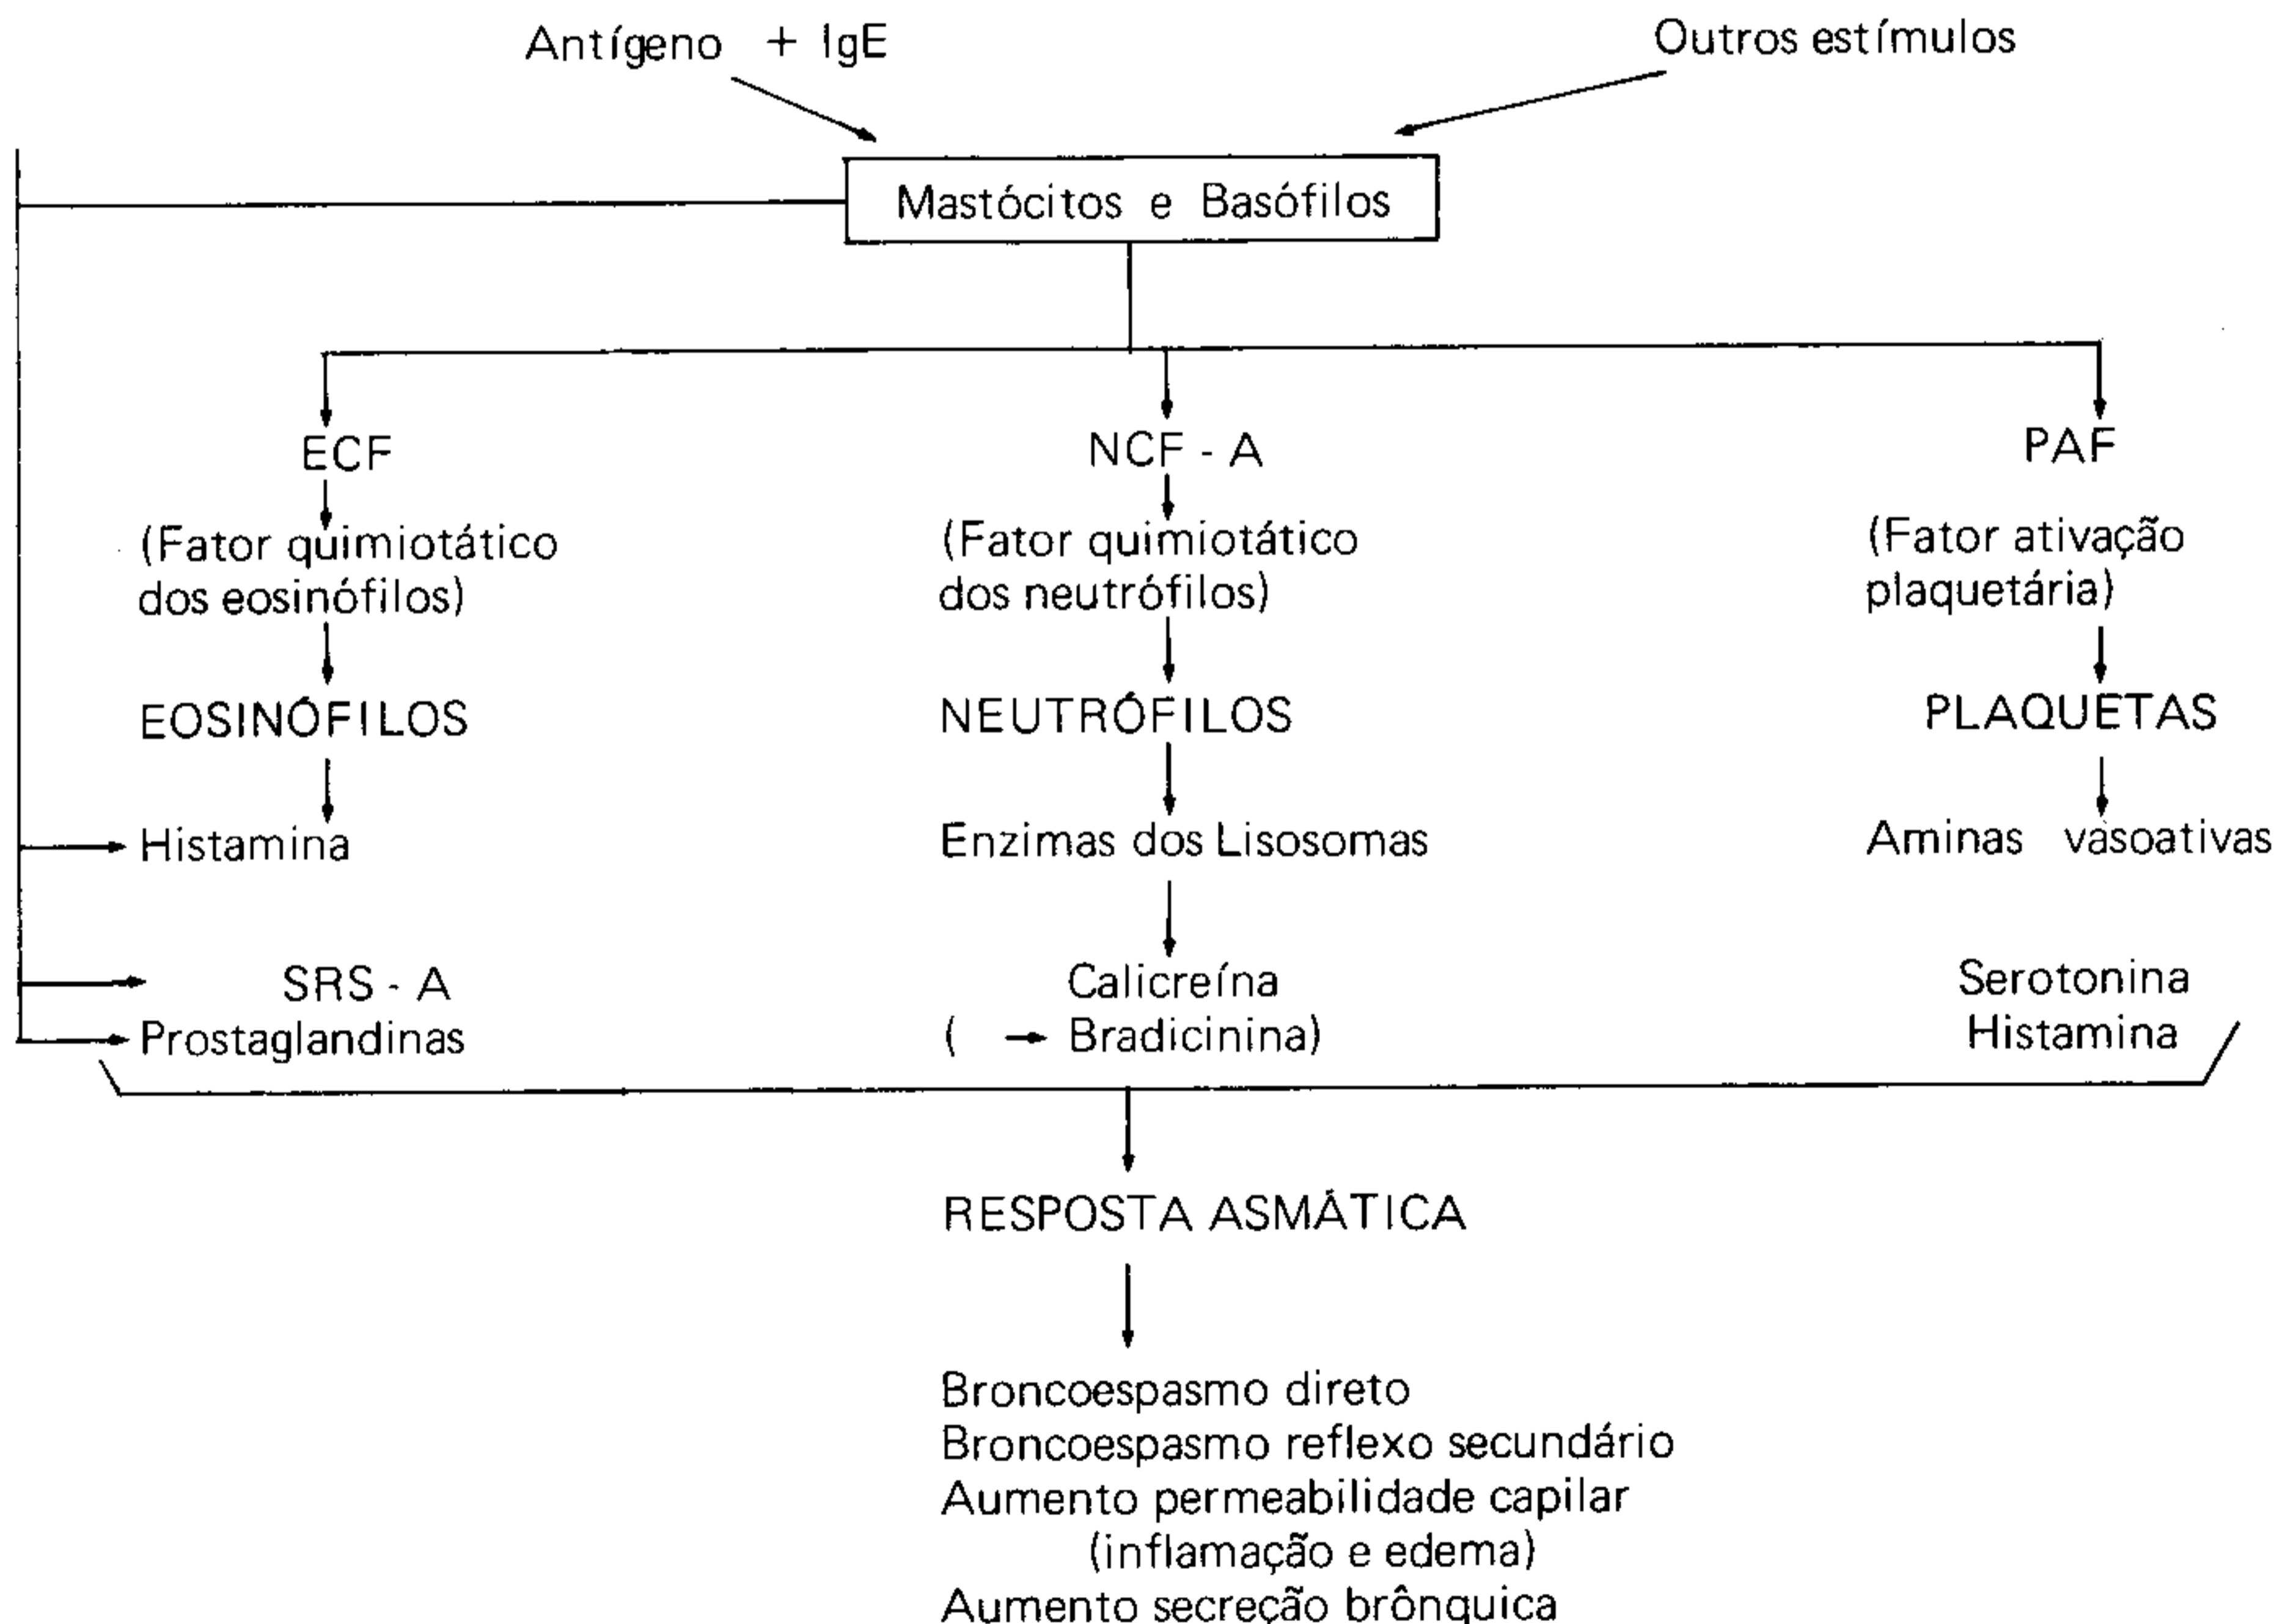 Antígeno + IgE
Outros estímulos
Mastócitos e Basófilos
ECF
NCF - A
PAF
(Fator quimiotático
dos eosinófilos)
(Fator quimiotático
dos neutrófilos)
(Fator ativação
plaquetária)
EOSINÓFILOS
NEUTRÓFILOS
PLAQUETAS
Histamina
Enzimas dos Lisosomas
Aminas vasoativas
SRS - A
Prostaglandinas
Calicreína
( → Bradicinina)
Serotonina
Histamina
RESPOSTA ASMÁTICA
Broncoespasmo direto
Broncoespasmo reflexo secundário
Aumento permeabilidade capilar
(inflamação e edema)
Aumento secreção brônquica